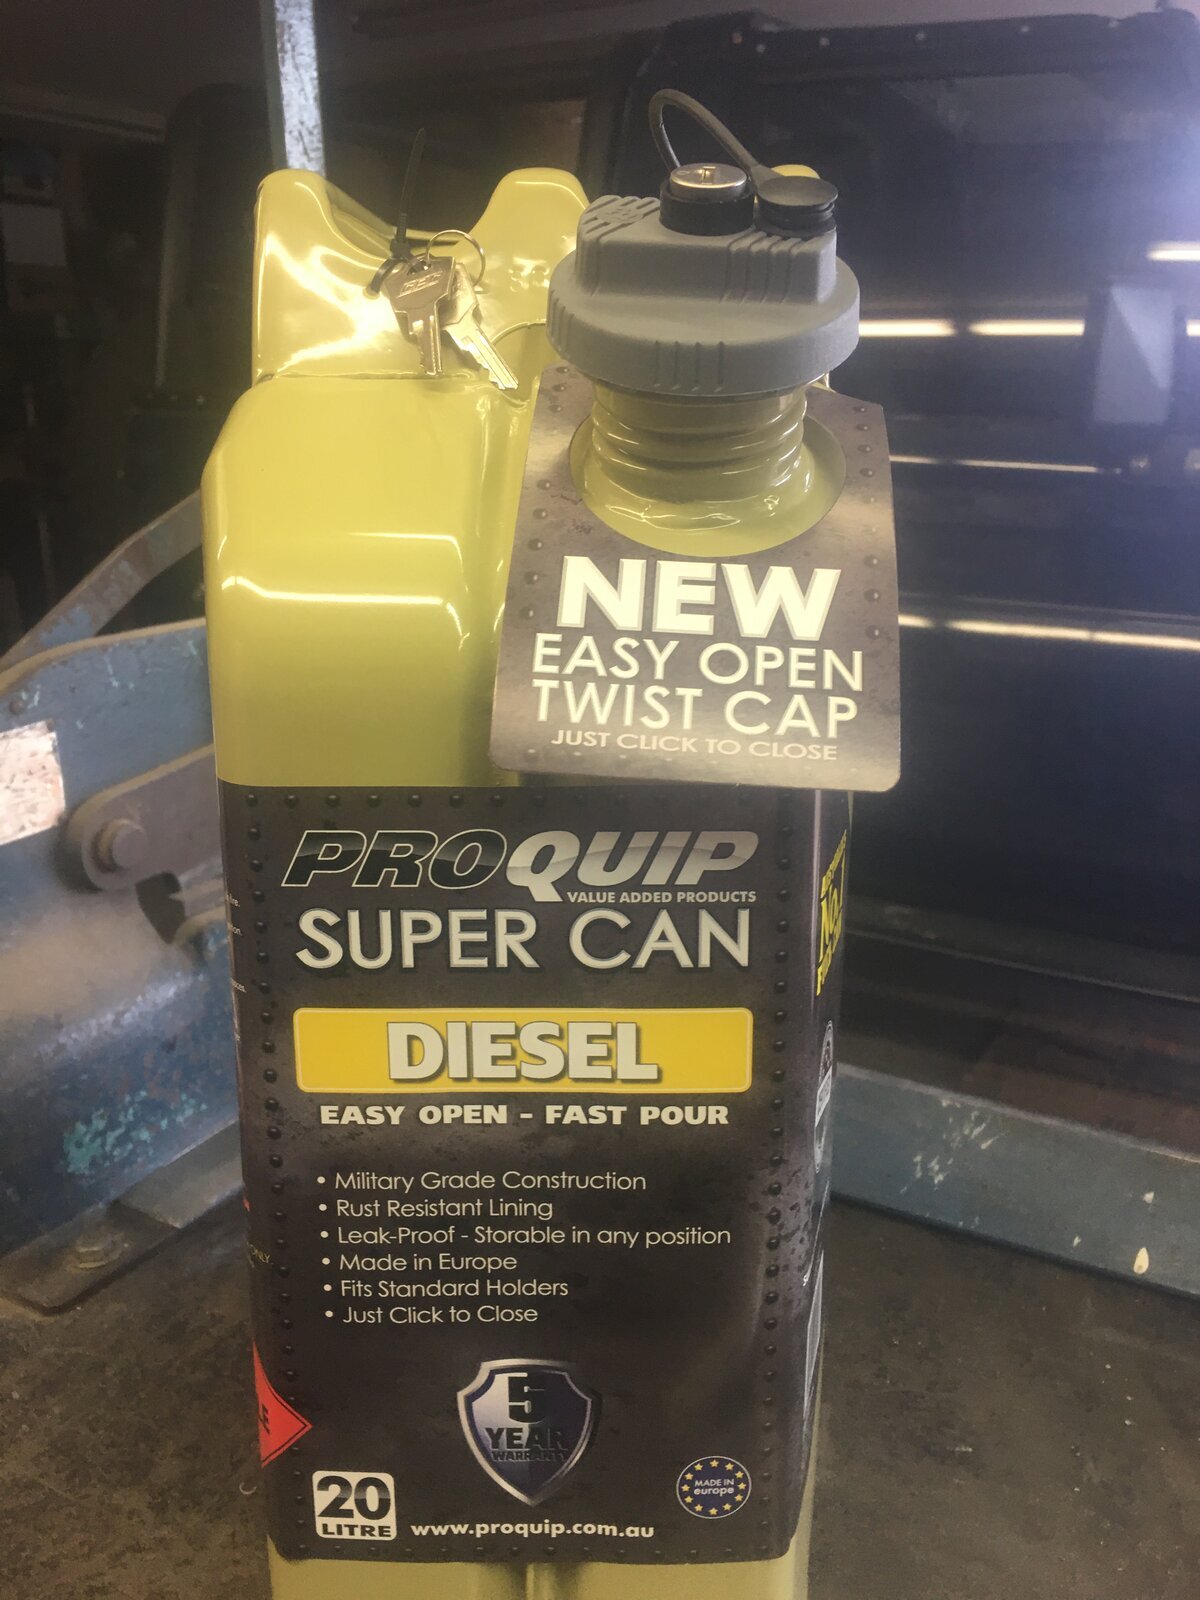 NEW
EASY OPEN
TWIST CAP
JUST CLICK TO CLOSE
PROQUIP
VALUE ADDED PRODUCTS
SUPER CAN
DIESEL
EASY OPEN - FAST POUR
• Military Grade Construction
• Rust Resistant Lining
• Leak-Proof - Storable in any position
• Made in Europe
• Fits Standard Holders
• Just Click to Close
5
YEAR
WARRANTY
20
LITRE
www.proquip.com.au
MADE IN
europe
No.1